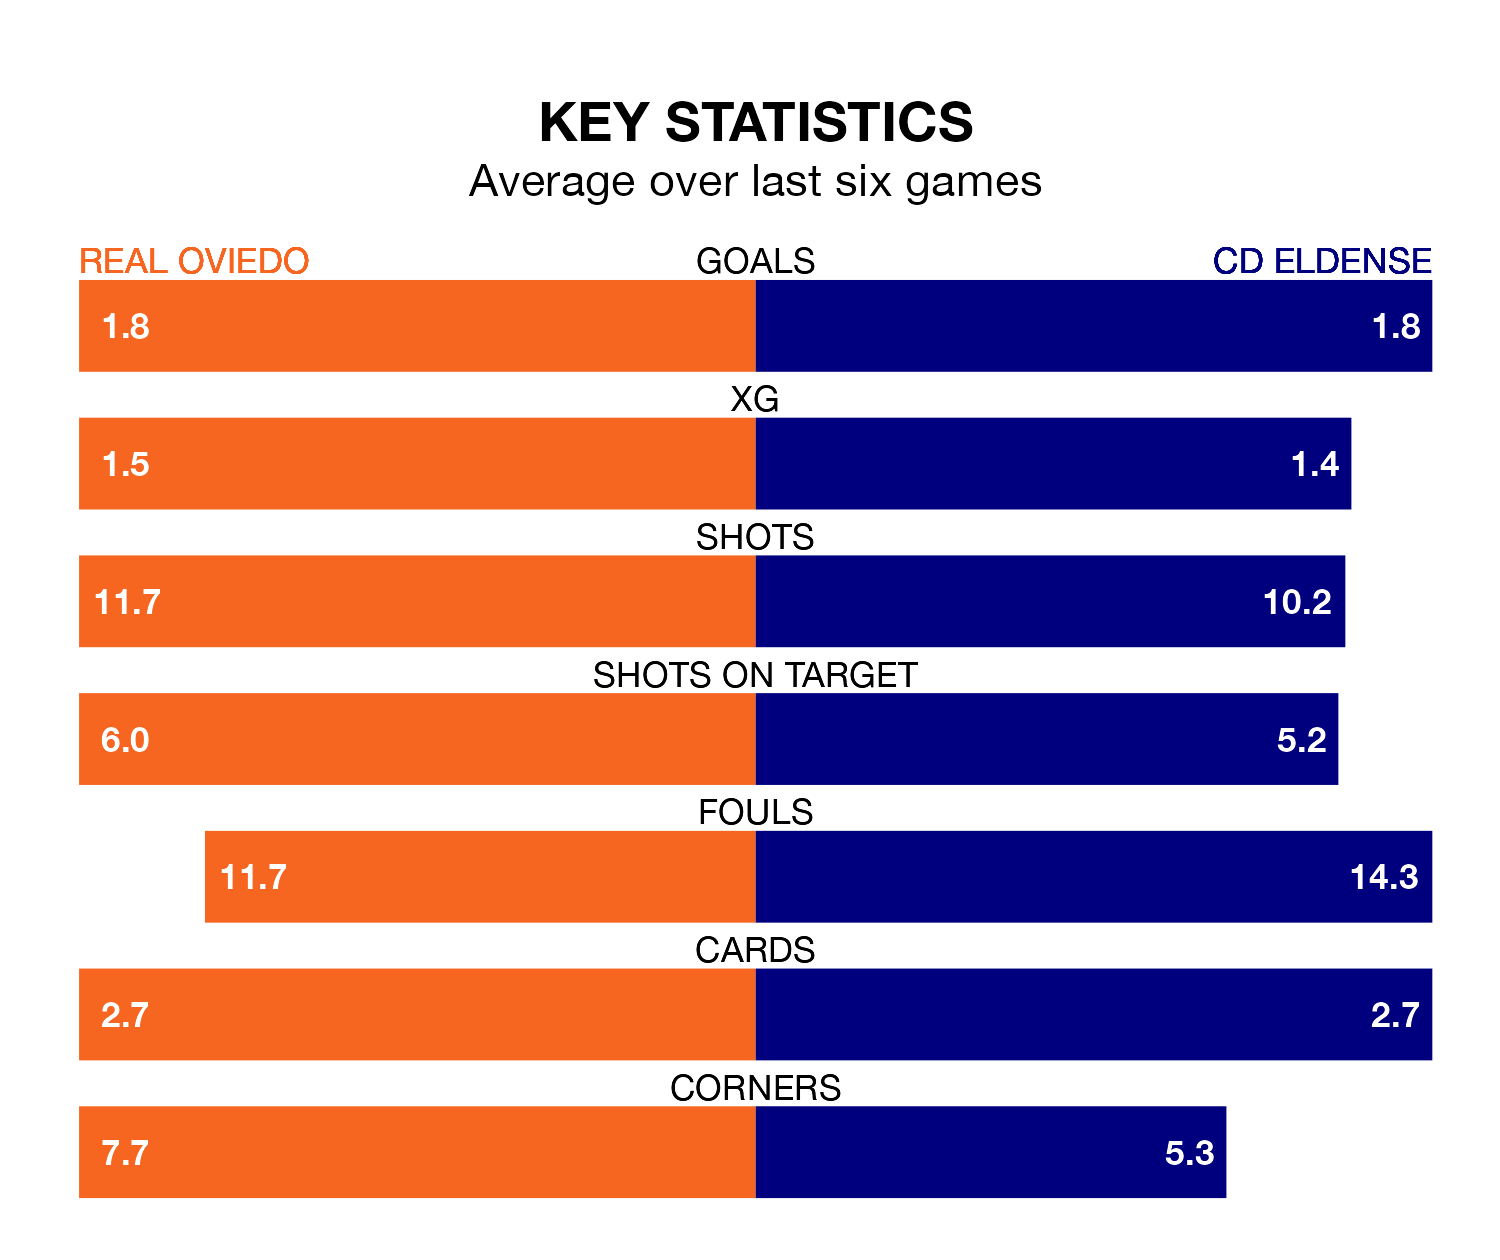 KEY STATISTICS
Average over last six games
REAL OVIEDO GOALS CD ELDENSE
1.8 1.8
XG
1.5 1.4
SHOTS
11.7 10.2
SHOTS ON TARGET
6.0 5.2
FOULS
11.7 14.3
CARDS
2.7 2.7
CORNERS
7.7 5.3